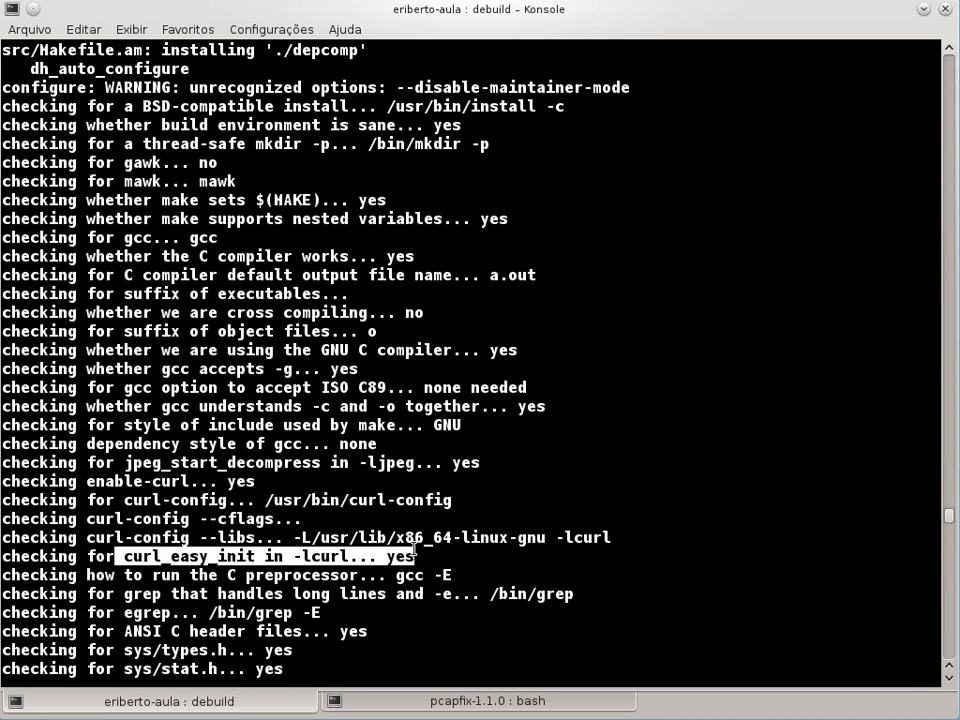 eriberto-aula : debuild – Konsole
Arquivo Editar Exibir Favoritos Configurações Ajuda
src/Makefile.am: installing './depcomp'
dh_auto_configure
configure: WARNING: unrecognized options: --disable-maintainer-mode
checking for a BSD-compatible install... /usr/bin/install -c
checking whether build environment is sane... yes
checking for a thread-safe mkdir -p... /bin/mkdir -p
checking for gawk... no
checking for mawk... mawk
checking whether make sets $(MAKE)... yes
checking whether make supports nested variables... yes
checking for gcc... gcc
checking whether the C compiler works... yes
checking for C compiler default output file name... a.out
checking for suffix of executables...
checking whether we are cross compiling... no
checking for suffix of object files... o
checking whether we are using the GNU C compiler... yes
checking whether gcc accepts -g... yes
checking for gcc option to accept ISO C89... none needed
checking whether gcc understands -c and -o together... yes
checking for style of include used by make... GNU
checking dependency style of gcc... none
checking for jpeg_start_decompress in -ljpeg... yes
checking enable-curl... yes
checking for curl-config... /usr/bin/curl-config
checking curl-config --cflags...
checking curl-config --libs... -L/usr/lib/x86_64-linux-gnu -lcurl
checking for curl_easy_init in -lcurl... yes
checking how to run the C preprocessor... gcc -E
checking for grep that handles long lines and -e... /bin/grep
checking for egrep... /bin/grep -E
checking for ANSI C header files... yes
checking for sys/types.h... yes
checking for sys/stat.h... yes
eriberto-aula : debuild
pcapfix-1.1.0 : bash